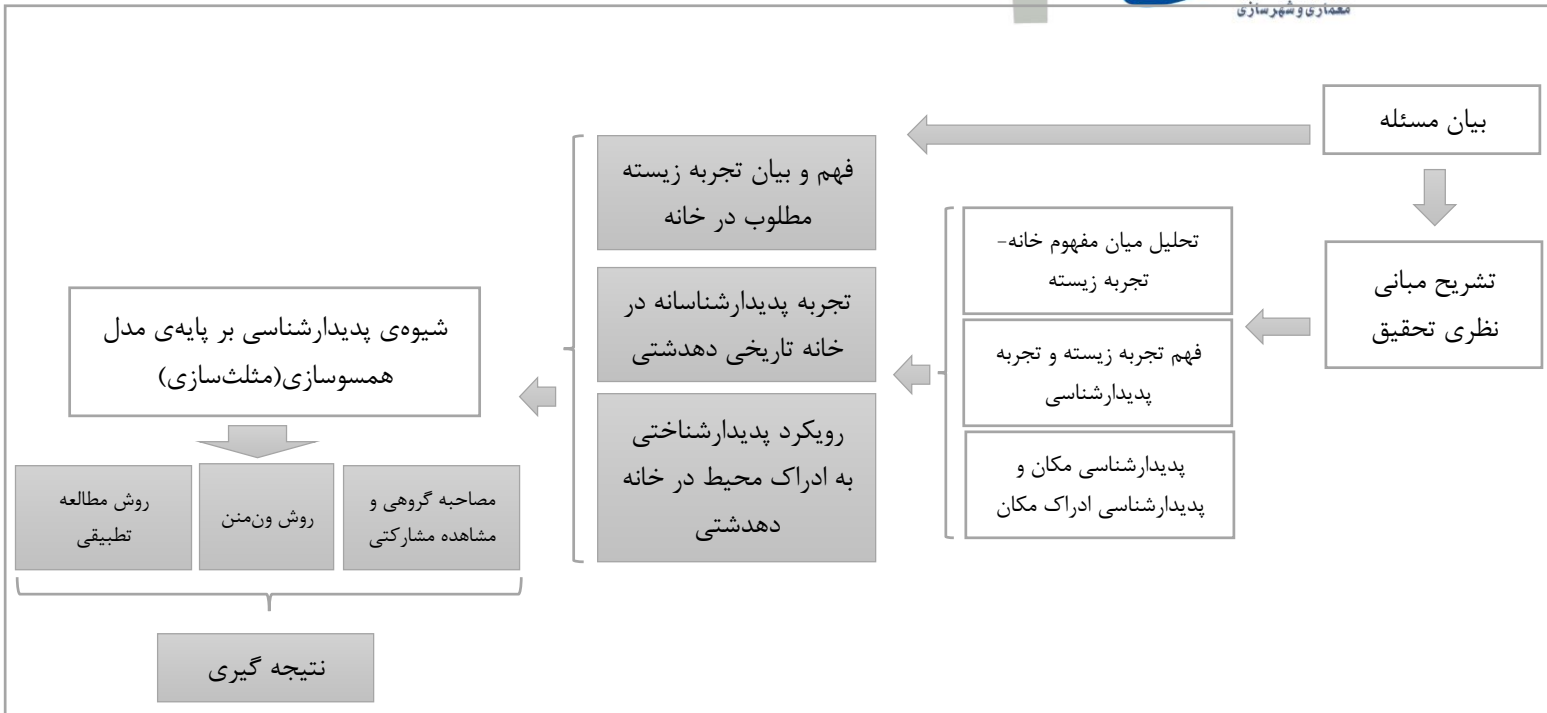 معماری و شهرسازی
بیان مسئله
تشریح مبانی
نظری تحقیق
تحلیل میان مفهوم خانه-
تجربه زیسته
فهم تجربه زیسته و تجربه
پدیدارشناسی
پدیدارشناسی مکان و
پدیدارشناسی ادراک مکان
فهم و بیان تجربه زیسته
مطلوب در خانه
تجربه پدیدارشناسانه در
خانه تاریخی دهدشتی
رویکرد پدیدارشناختی
به ادراک محیط در خانه
دهدشتی
شیوه‌ی پدیدارشناسی بر پایه‌ی مدل
همسوسازی(مثلث‌سازی)
مصاحبه گروهی و
مشاهده مشارکتی
روش ون‌منن
روش مطالعه
تطبیقی
نتیجه گیری